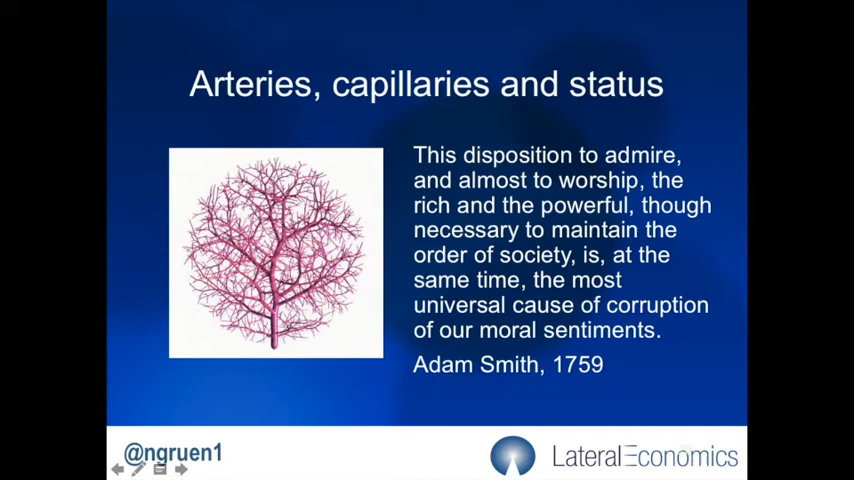 Arteries, capillaries and status
This disposition to admire,
and almost to worship, the
rich and the powerful, though
necessary to maintain the
order of society, is, at the
same time, the most
universal cause of corruption
of our moral sentiments.
Adam Smith, 1759
@ngruen1
LateralEconomics